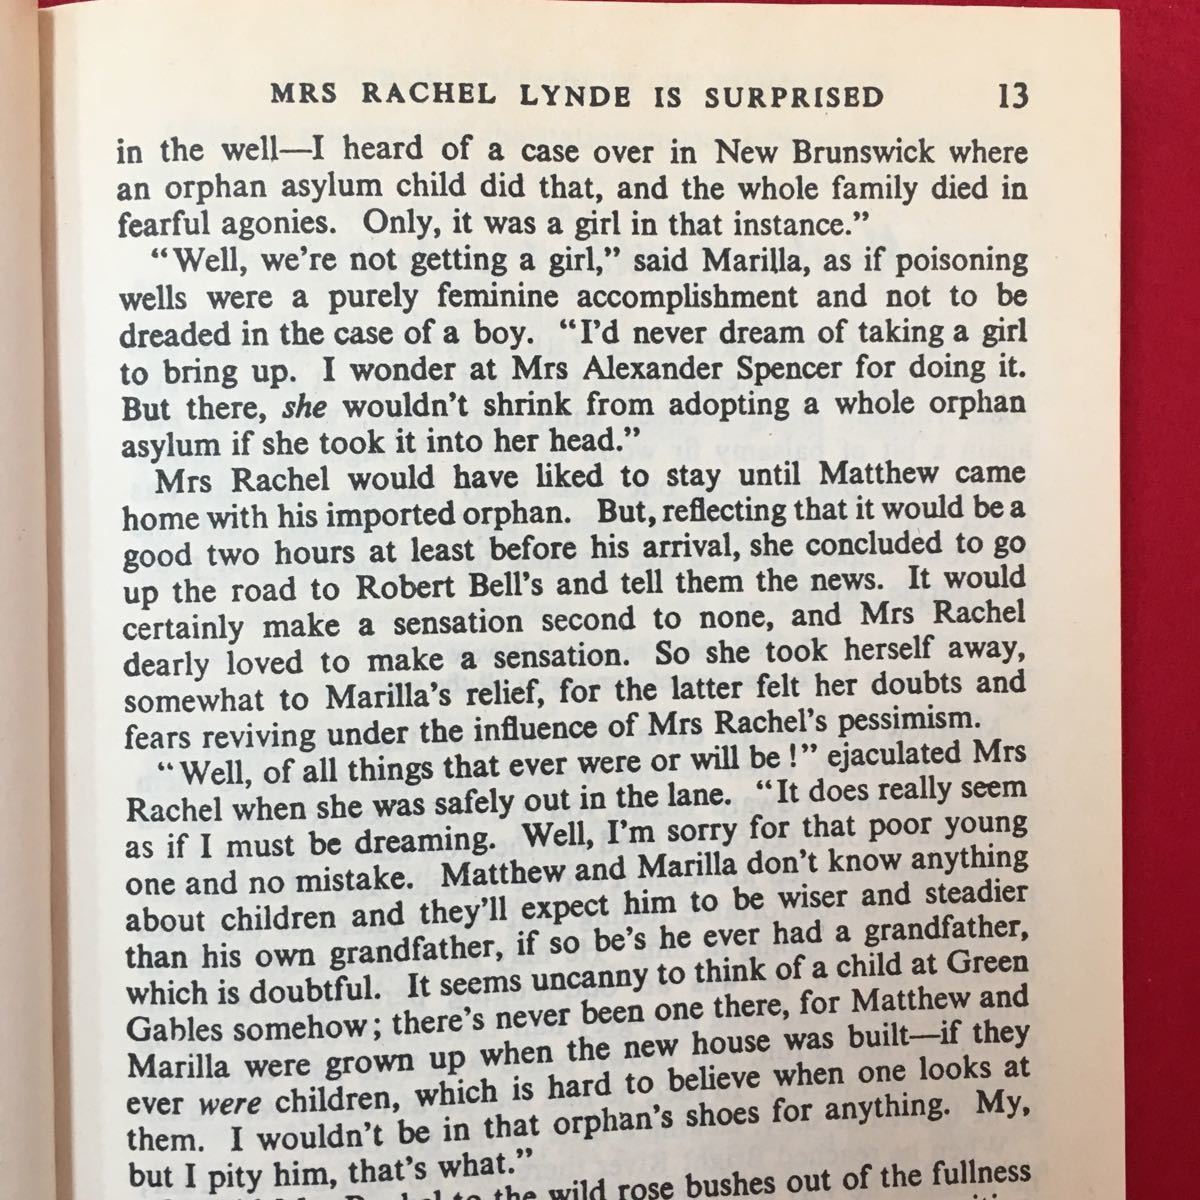 MRS RACHEL LYNDE IS SURPRISED 13
in the well—I heard of a case over in New Brunswick where
an orphan asylum child did that, and the whole family died in
fearful agonies. Only, it was a girl in that instance.”
“Well, we're not getting a girl,” said Marilla, as if poisoning
wells were a purely feminine accomplishment and not to be
dreaded in the case of a boy. “I'd never dream of taking a girl
to bring up. I wonder at Mrs Alexander Spencer for doing it.
But there, she wouldn't shrink from adopting a whole orphan
asylum if she took it into her head.”
Mrs Rachel would have liked to stay until Matthew came
home with his imported orphan. But, reflecting that it would be a
good two hours at least before his arrival, she concluded to go
up the road to Robert Bell's and tell them the news. It would
certainly make a sensation second to none, and Mrs Rachel
dearly loved to make a sensation. So she took herself away,
somewhat to Marilla's relief, for the latter felt her doubts and
fears reviving under the influence of Mrs Rachel's pessimism.
“Well, of all things that ever were or will be!” ejaculated Mrs
Rachel when she was safely out in the lane. “It does really seem
as if I must be dreaming. Well, I'm sorry for that poor young
one and no mistake. Matthew and Marilla don't know anything
about children and they'll expect him to be wiser and steadier
than his own grandfather, if so be's he ever had a grandfather,
which is doubtful. It seems uncanny to think of a child at Green
Gables somehow; there's never been one there, for Matthew and
Marilla were grown up when the new house was built—if they
ever were children, which is hard to believe when one looks at
them. I wouldn't be in that orphan's shoes for anything. My,
but I pity him, that's what.”
to the wild rose bushes out of the fullness